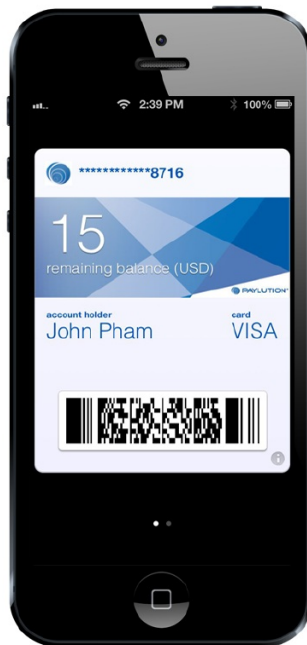 2:39 PM 100%
************8716
15
remaining balance (USD)
PAYLUTION
account holder card
John Pham VISA